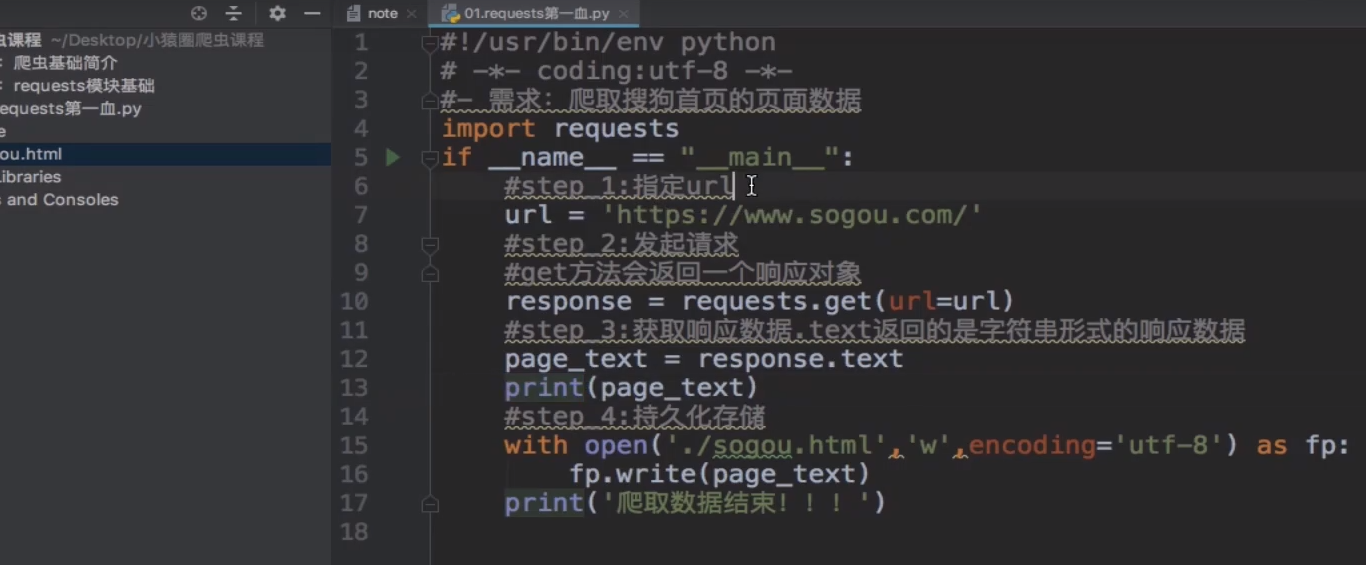 note
01.requests第一血.py
虫课程 ~/Desktop/小猿圈爬虫课程
爬虫基础简介
requests模块基础
equests第一血.py
e
ou.html
ibraries
s and Consoles
1 #!/usr/bin/env python
2 # -*- coding:utf-8 -*-
3 #- 需求：爬取搜狗首页的页面数据
4 import requests
5 if __name__ == "__main__":
6 #step_1:指定url
7 url = 'https://www.sogou.com/'
8 #step_2:发起请求
9 #get方法会返回一个响应对象
10 response = requests.get(url=url)
11 #step_3:获取响应数据.text返回的是字符串形式的响应数据
12 page_text = response.text
13 print(page_text)
14 #step_4:持久化存储
15 with open('./sogou.html','w',encoding='utf-8') as fp:
16 fp.write(page_text)
17 print('爬取数据结束！！！')
18